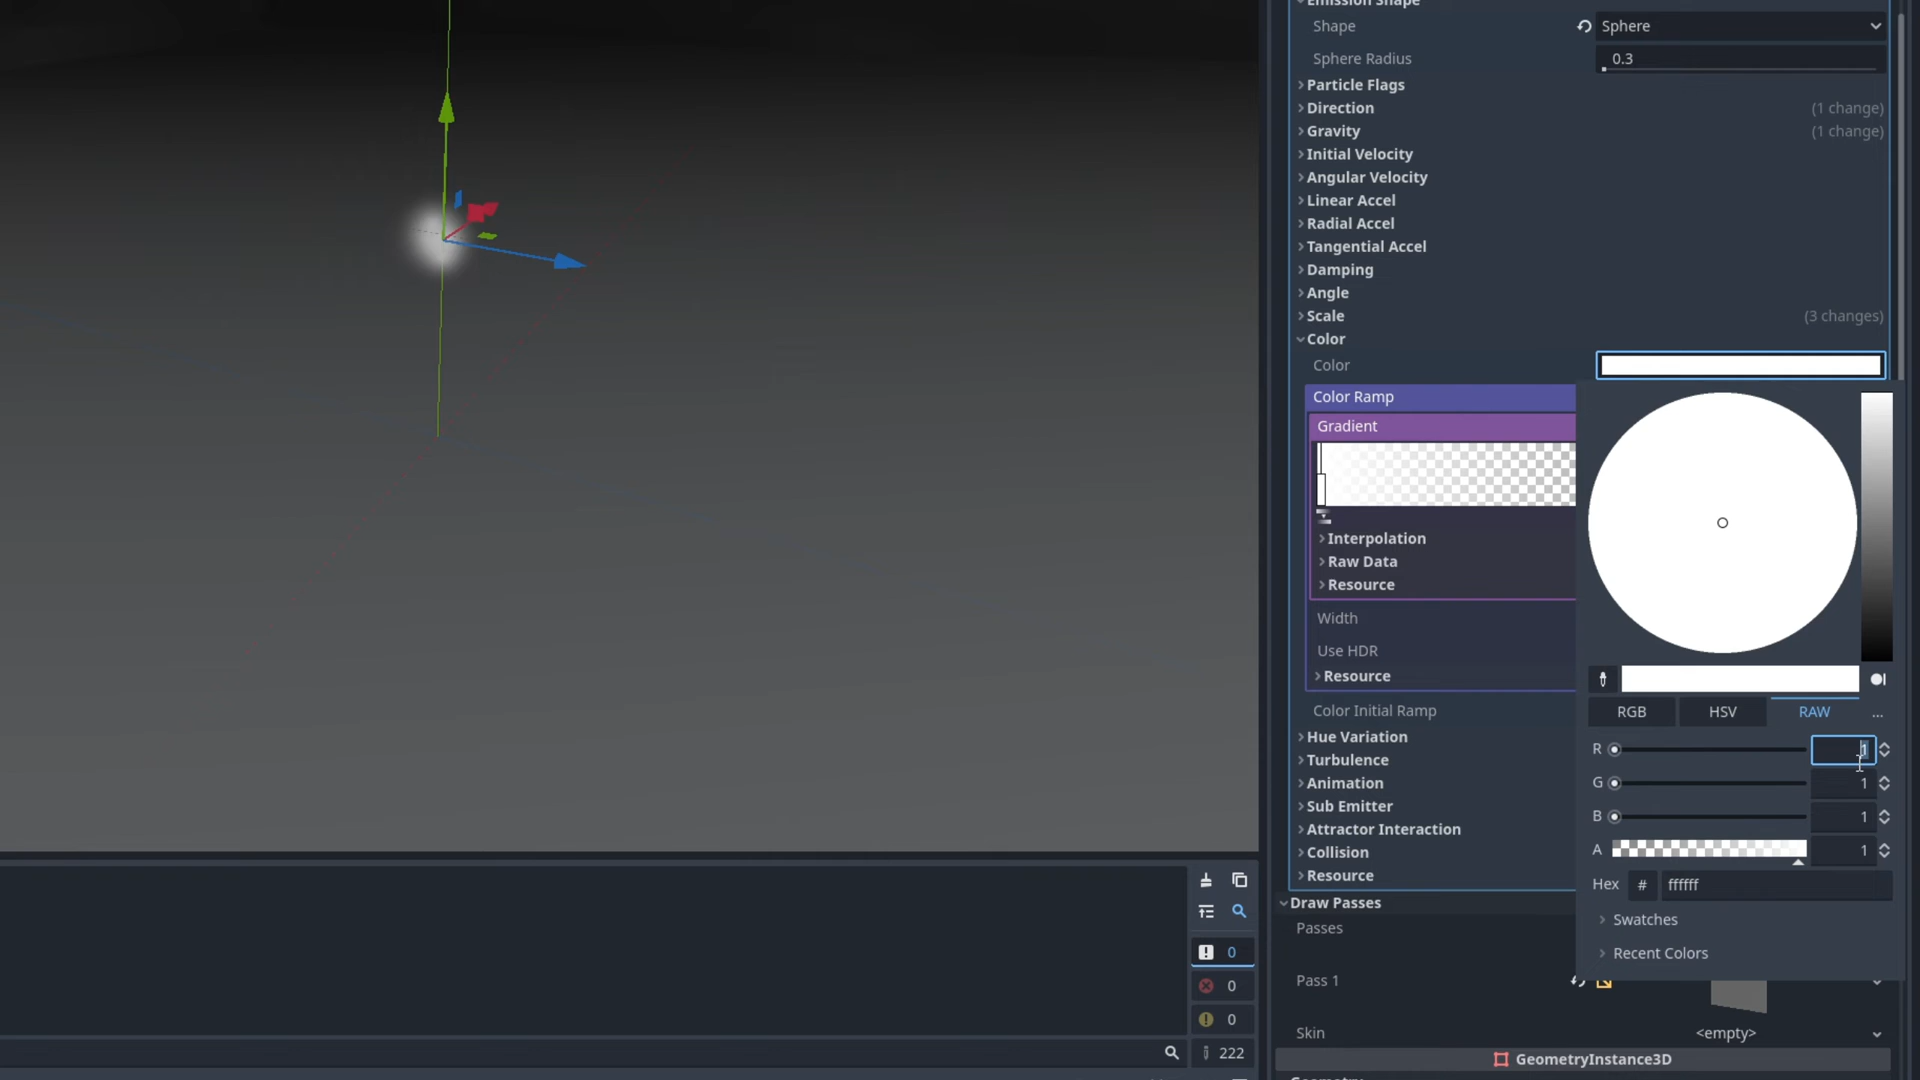 Emission Shape
Shape
Sphere
Sphere Radius
0.3
Particle Flags
Direction
(1 change)
Gravity
(1 change)
Initial Velocity
Angular Velocity
Linear Accel
Radial Accel
Tangential Accel
Damping
Angle
Scale
(3 changes)
Color
Color
Color Ramp
Gradient
Interpolation
Raw Data
Resource
Width
Use HDR
Resource
Color Initial Ramp
Hue Variation
Turbulence
Animation
Sub Emitter
Attractor Interaction
Collision
Resource
RGB
HSV
RAW
...
R
1
G
1
B
1
A
1
Hex
#
ffffff
Swatches
Recent Colors
Draw Passes
Passes
Pass 1
Skin
<empty>
GeometryInstance3D
0
0
0
222